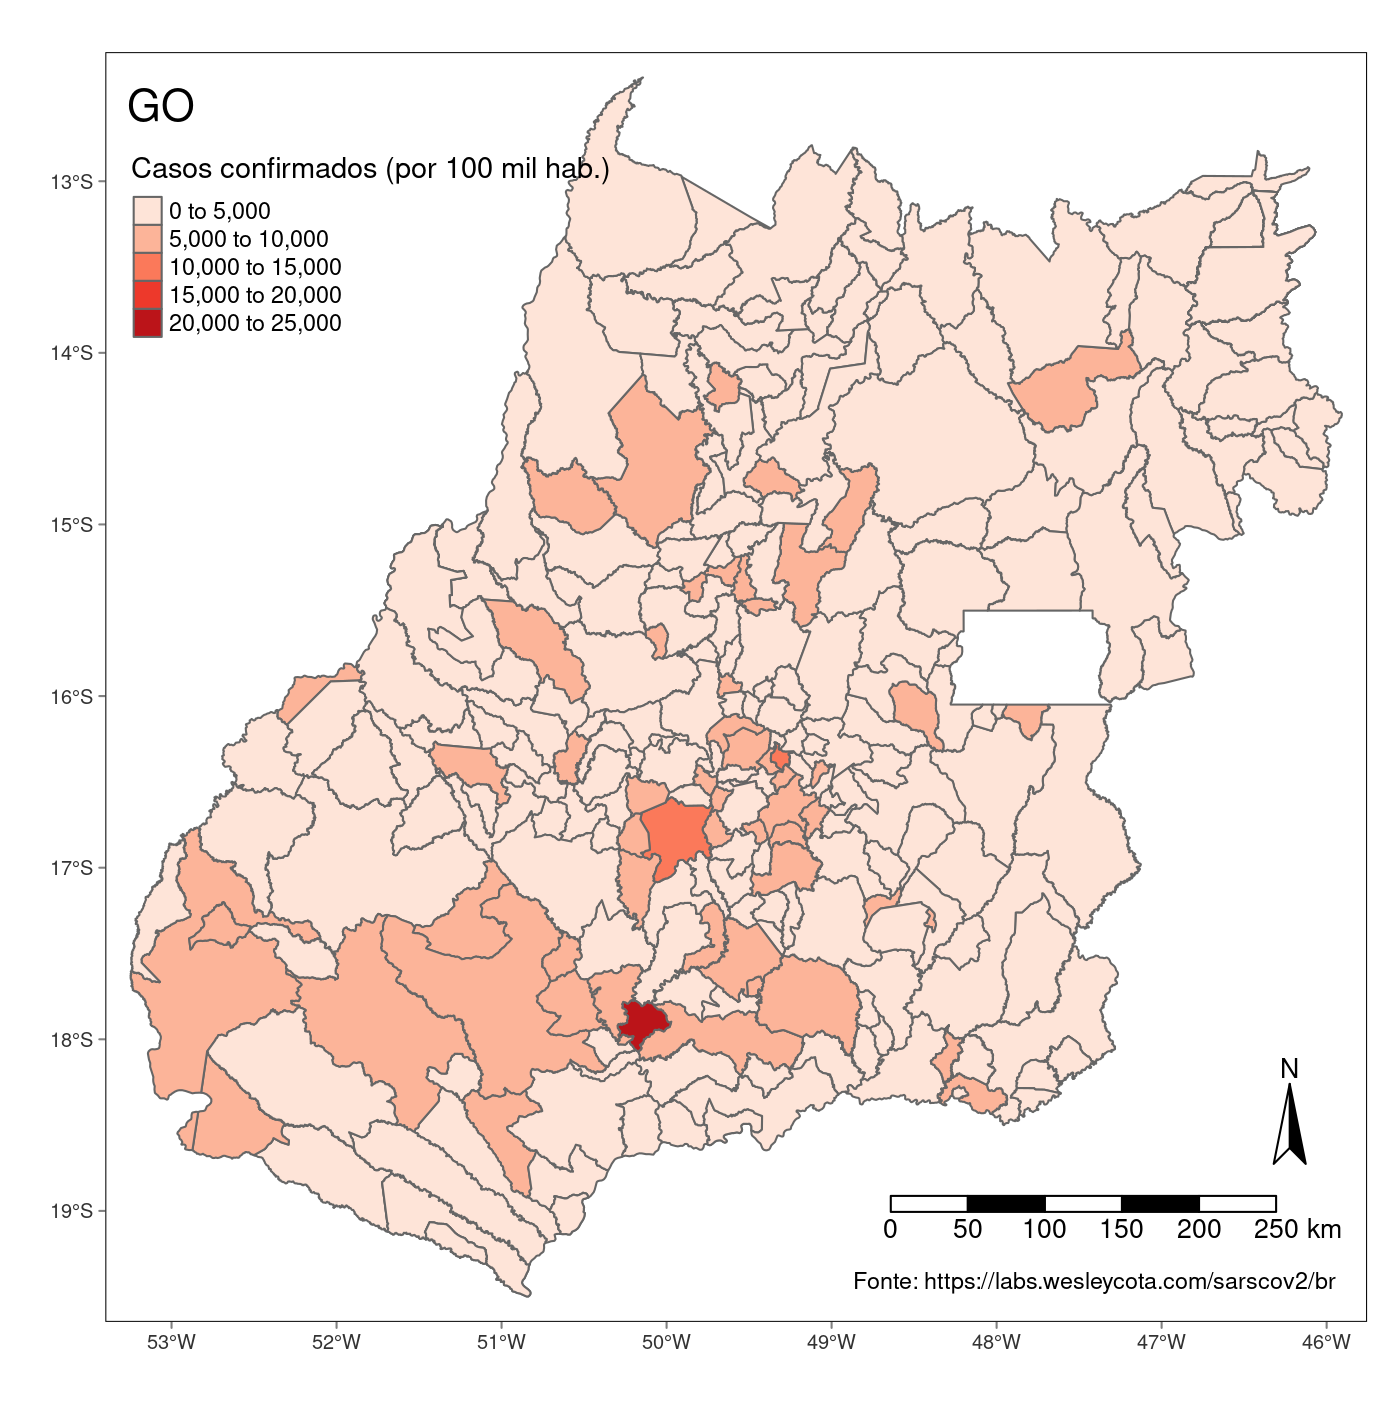 GO
Casos confirmados (por 100 mil hab.)
0 to 5,000
5,000 to 10,000
10,000 to 15,000
15,000 to 20,000
20,000 to 25,000
13°S
14°S
15°S
16°S
17°S
18°S
19°S
N
0 50 100 150 200 250 km
Fonte: https://labs.wesleycota.com/sarscov2/br
53°W 52°W 51°W 50°W 49°W 48°W 47°W 46°W